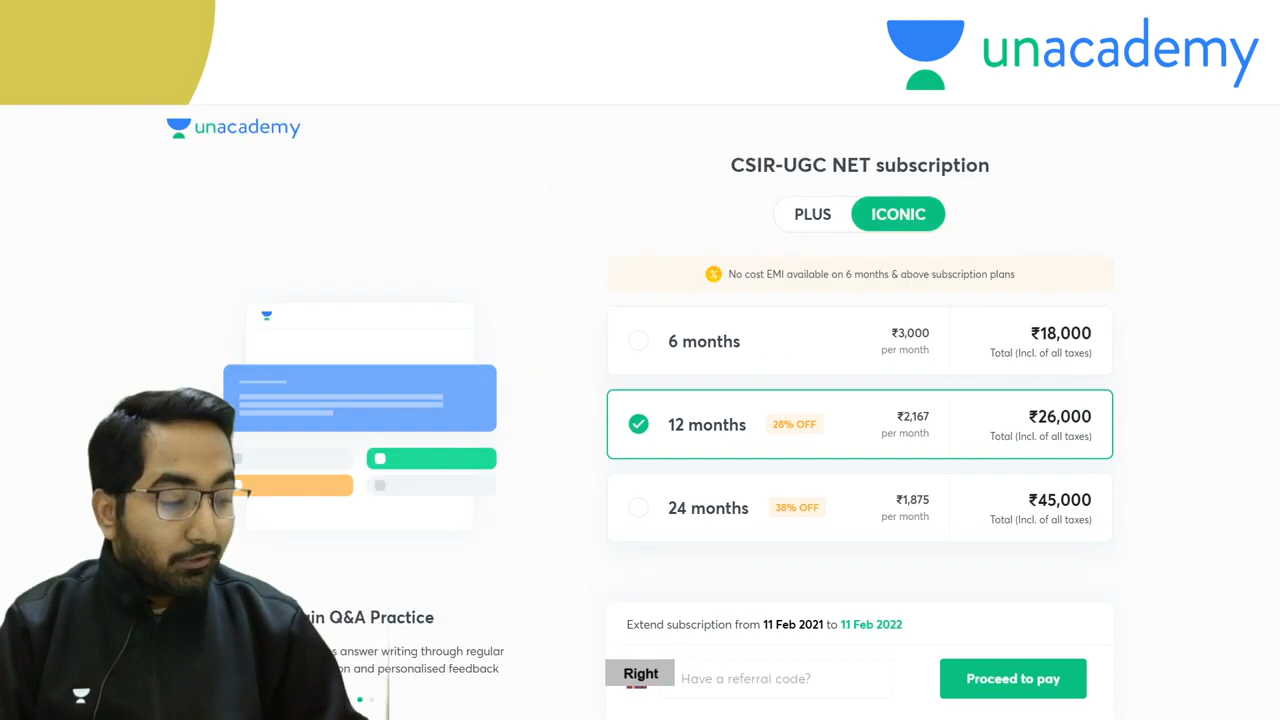 unacademy
unacademy
CSIR-UGC NET subscription
PLUS
ICONIC
No cost EMI available on 6 months & above subscription plans
6 months
₹3,000
per month
₹18,000
Total (Incl. of all taxes)
12 months
28% OFF
₹2,167
per month
₹26,000
Total (Incl. of all taxes)
24 months
38% OFF
₹1,875
per month
₹45,000
Total (Incl. of all taxes)
Q&A Practice
answer writing through regular
and personalised feedback
Extend subscription from 11 Feb 2021 to 11 Feb 2022
Right
Have a referral code?
Proceed to pay